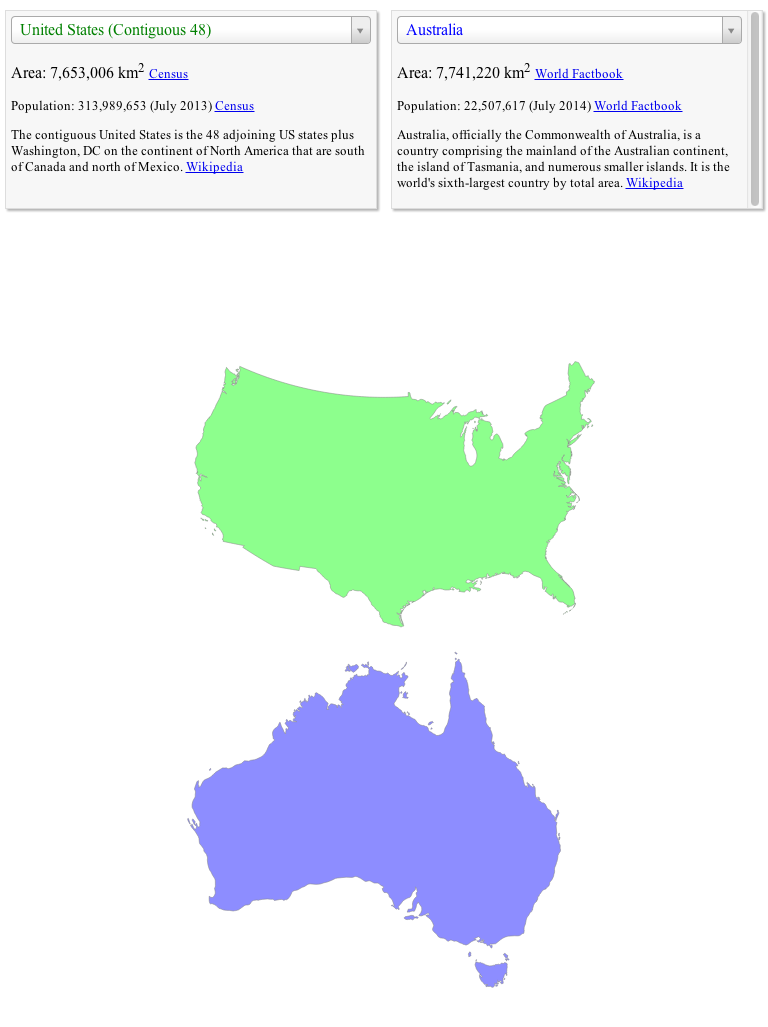 United States (Contiguous 48)
Area: 7,653,006 km² Census
Population: 313,989,653 (July 2013) Census
The contiguous United States is the 48 adjoining US states plus
Washington, DC on the continent of North America that are south
of Canada and north of Mexico. Wikipedia
Australia
Area: 7,741,220 km² World Factbook
Population: 22,507,617 (July 2014) World Factbook
Australia, officially the Commonwealth of Australia, is a
country comprising the mainland of the Australian continent,
the island of Tasmania, and numerous smaller islands. It is the
world's sixth-largest country by total area. Wikipedia